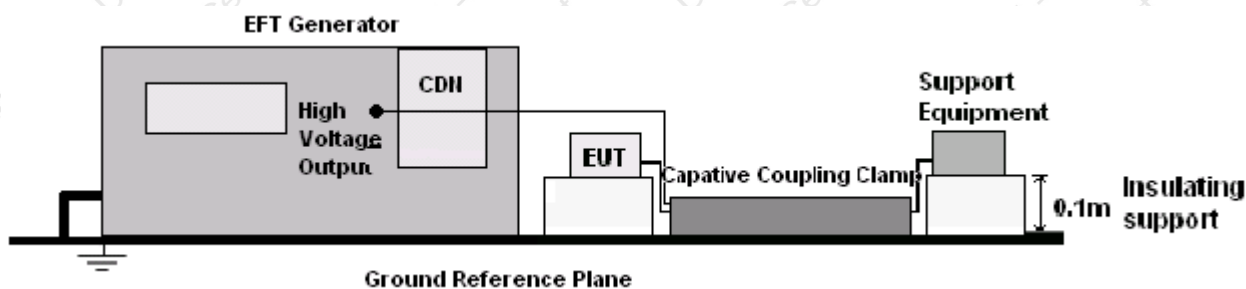 EFT Generator
CDN
High
Voltage
Output
Support
Equipment
EUT
Capative Coupling Clamp
0.1m
Insulating
support
Ground Reference Plane